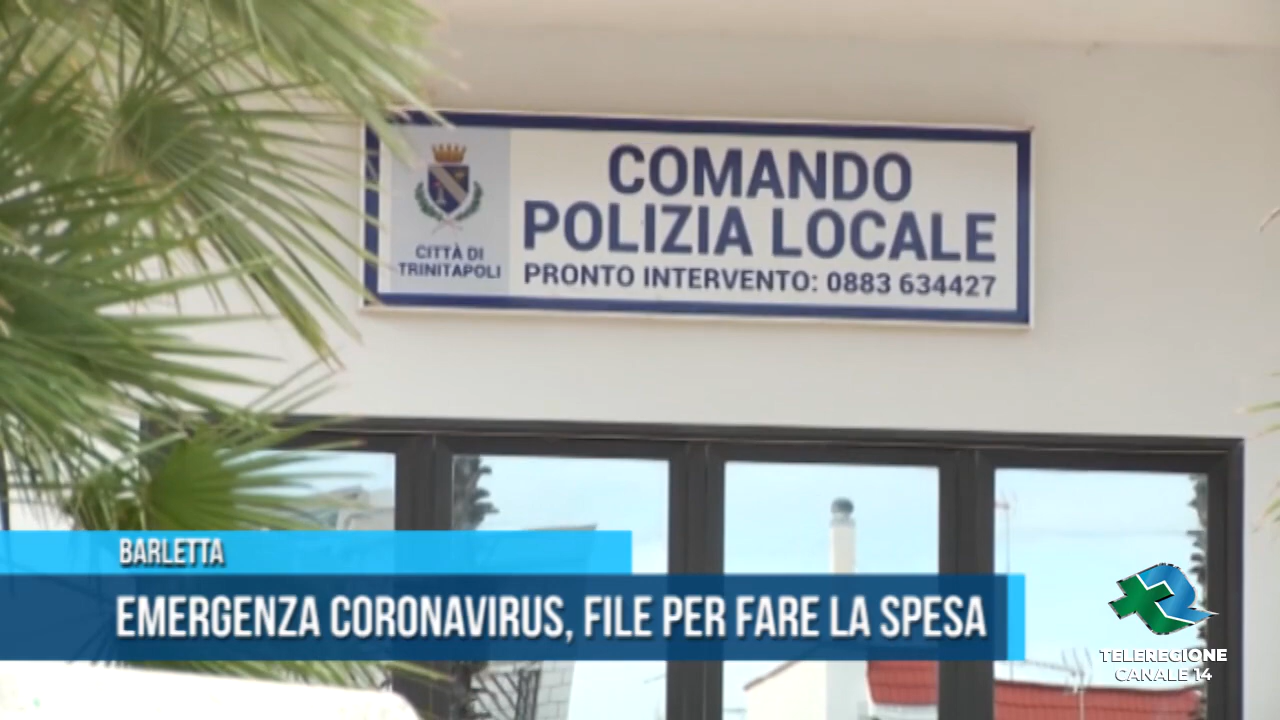 COMANDO
POLIZIA LOCALE
PRONTO INTERVENTO: 0883 634427
CITTÀ DI
TRINITAPOLI
BARLETTA
EMERGENZA CORONAVIRUS, FILE PER FARE LA SPESA
TELEREGIONE
CANALE 14